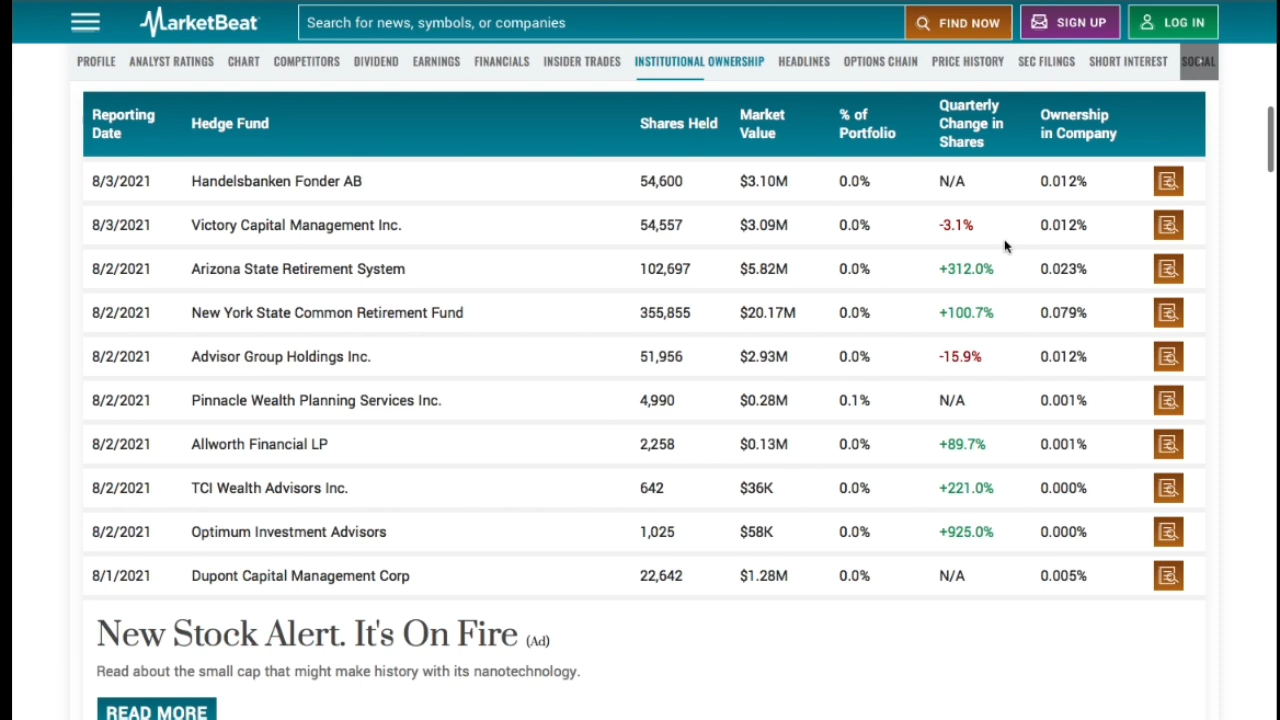 MarketBeat
Search for news, symbols, or companies
FIND NOW
SIGN UP
LOG IN
PROFILE ANALYST RATINGS CHART COMPETITORS DIVIDEND EARNINGS FINANCIALS INSIDER TRADES INSTITUTIONAL OWNERSHIP HEADLINES OPTIONS CHAIN PRICE HISTORY SEC FILINGS SHORT INTEREST SOCIAL
Reporting Date Hedge Fund Shares Held Market Value % of Portfolio Quarterly Change in Shares Ownership in Company
8/3/2021 Handelsbanken Fonder AB 54,600 $3.10M 0.0% N/A 0.012%
8/3/2021 Victory Capital Management Inc. 54,557 $3.09M 0.0% -3.1% 0.012%
8/2/2021 Arizona State Retirement System 102,697 $5.82M 0.0% +312.0% 0.023%
8/2/2021 New York State Common Retirement Fund 355,855 $20.17M 0.0% +100.7% 0.079%
8/2/2021 Advisor Group Holdings Inc. 51,956 $2.93M 0.0% -15.9% 0.012%
8/2/2021 Pinnacle Wealth Planning Services Inc. 4,990 $0.28M 0.1% N/A 0.001%
8/2/2021 Allworth Financial LP 2,258 $0.13M 0.0% +89.7% 0.001%
8/2/2021 TCI Wealth Advisors Inc. 642 $36K 0.0% +221.0% 0.000%
8/2/2021 Optimum Investment Advisors 1,025 $58K 0.0% +925.0% 0.000%
8/1/2021 Dupont Capital Management Corp 22,642 $1.28M 0.0% N/A 0.005%
New Stock Alert. It's On Fire (Ad)
Read about the small cap that might make history with its nanotechnology.
READ MORE